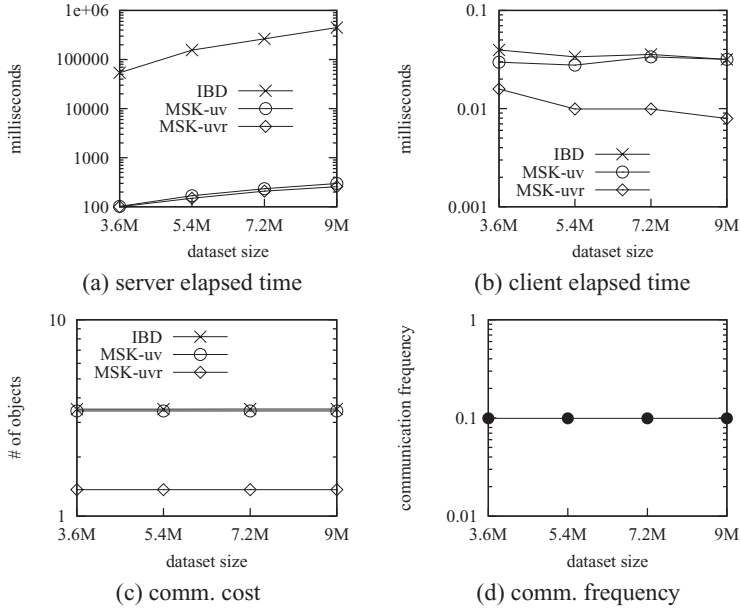 1e+06
100000
10000
1000
100
milliseconds
IBD
MSK-uv
MSK-uvr
3.6M 5.4M 7.2M 9M
dataset size
(a) server elapsed time
0.1
0.01
0.001
milliseconds
IBD
MSK-uv
MSK-uvr
3.6M 5.4M 7.2M 9M
dataset size
(b) client elapsed time
10
1
# of objects
IBD
MSK-uv
MSK-uvr
3.6M 5.4M 7.2M 9M
dataset size
(c) comm. cost
1
0.1
0.01
communication frequency
3.6M 5.4M 7.2M 9M
dataset size
(d) comm. frequency